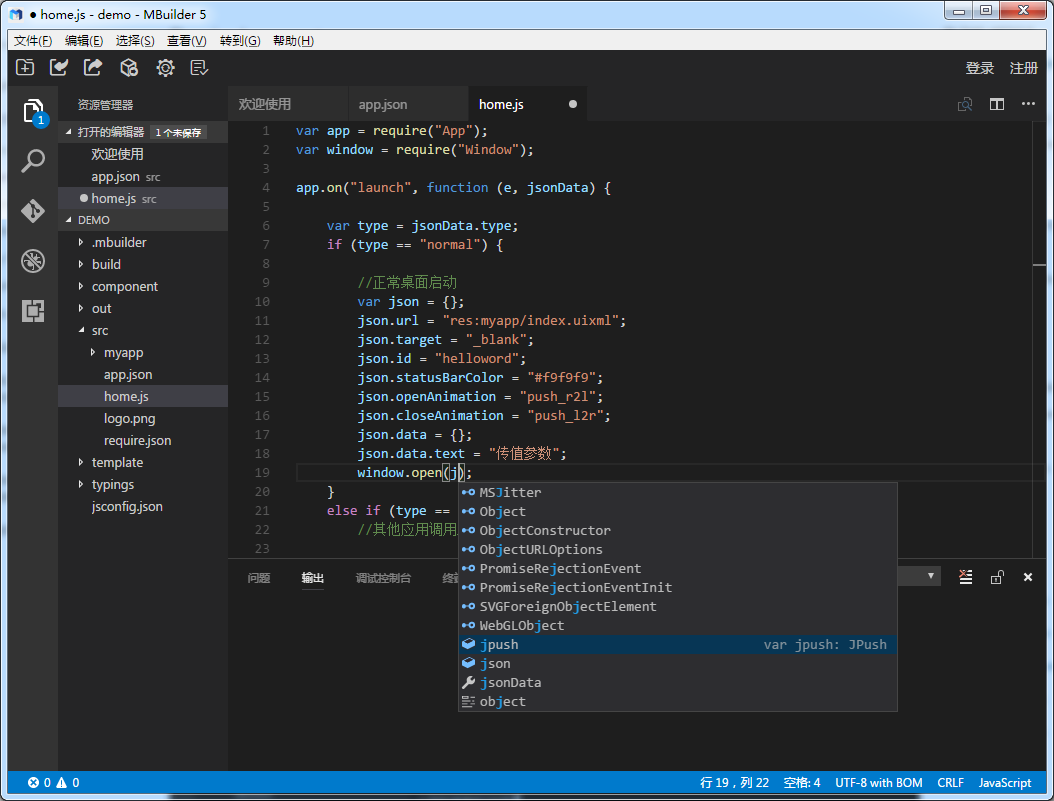 ● home.js - demo - MBuilder 5
文件(F) 编辑(E) 选择(S) 查看(V) 转到(G) 帮助(H)
登录 注册
资源管理器
打开的编辑器 1 个未保存
欢迎使用
app.json src
home.js src
DEMO
.mbuilder
build
component
out
src
myapp
app.json
home.js
logo.png
require.json
template
typings
jsconfig.json
1
欢迎使用 app.json home.js
1 var app = require("App");
2 var window = require("Window");
3
4 app.on("launch", function (e, jsonData) {
5
6 var type = jsonData.type;
7 if (type == "normal") {
8
9 //正常桌面启动
10 var json = {};
11 json.url = "res:myapp/index.uixml";
12 json.target = "_blank";
13 json.id = "helloword";
14 json.statusBarColor = "#f9f9f9";
15 json.openAnimation = "push_r2l";
16 json.closeAnimation = "push_l2r";
17 json.data = {};
18 json.data.text = "传值参数";
19 window.open(j);
20 }
21 else if (type ==
22 //其他应用调用
23
MSJitter
Object
ObjectConstructor
ObjectURLOptions
PromiseRejectionEvent
PromiseRejectionEventInit
SVGForeignObjectElement
WebGLObject
jpush var jpush: JPush
json
jsonData
object
问题 输出 调试控制台 终
0 0 行 19，列 22 空格: 4 UTF-8 with BOM CRLF JavaScript